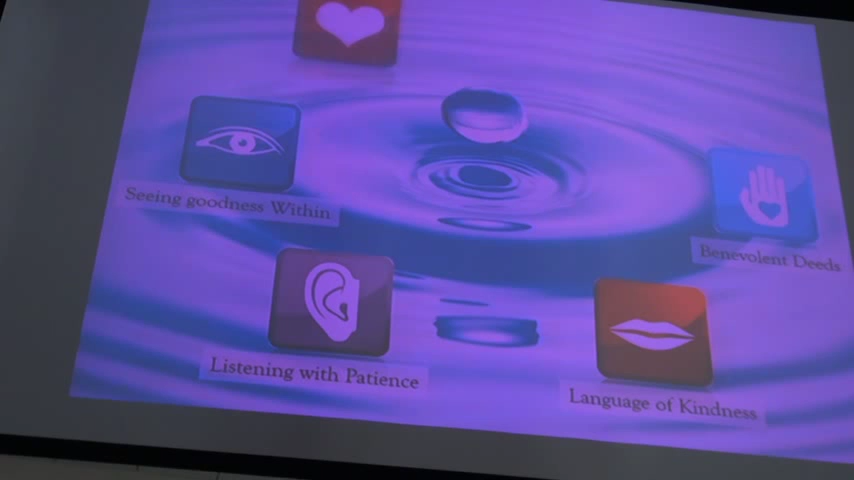 Seeing goodness Within
Benevolent Deeds
Listening with Patience
Language of Kindness